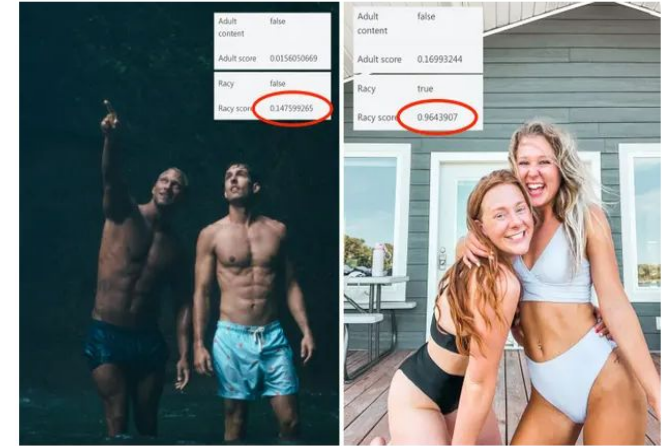 Adult content false
Adult score 0.0156050669
Racy false
Racy score 0.147599265
Adult content false
Adult score 0.16993244
Racy true
Racy score 0.9643907